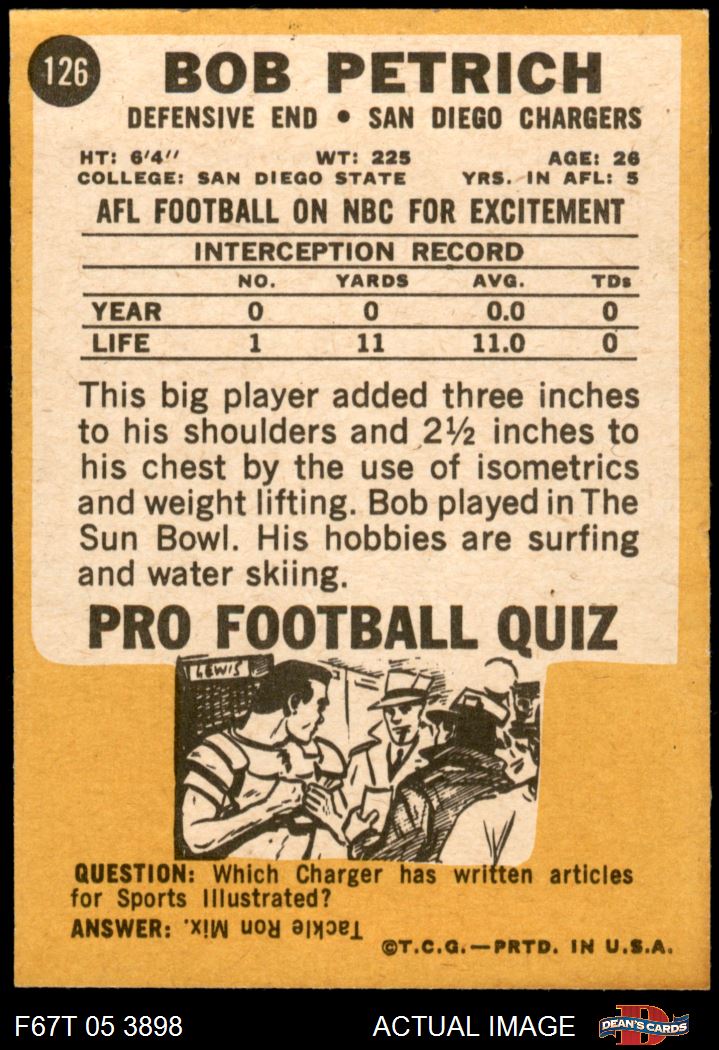 126
BOB PETRICH
DEFENSIVE END • SAN DIEGO CHARGERS
HT: 6'4'' WT: 225 AGE: 26
COLLEGE: SAN DIEGO STATE YRS. IN AFL: 5
AFL FOOTBALL ON NBC FOR EXCITEMENT
INTERCEPTION RECORD
NO. YARDS AVG. TDs
YEAR 0 0 0.0 0
LIFE 1 11 11.0 0
This big player added three inches
to his shoulders and 2½ inches to
his chest by the use of isometrics
and weight lifting. Bob played in The
Sun Bowl. His hobbies are surfing
and water skiing.
PRO FOOTBALL QUIZ
LEWIS
QUESTION: Which Charger has written articles
for Sports Illustrated?
ANSWER: Tackle Ron Mix.
©T.C.G.—PRTD. IN U.S.A.
F67T 05 3898 ACTUAL IMAGE
D
DEAN'S CARDS